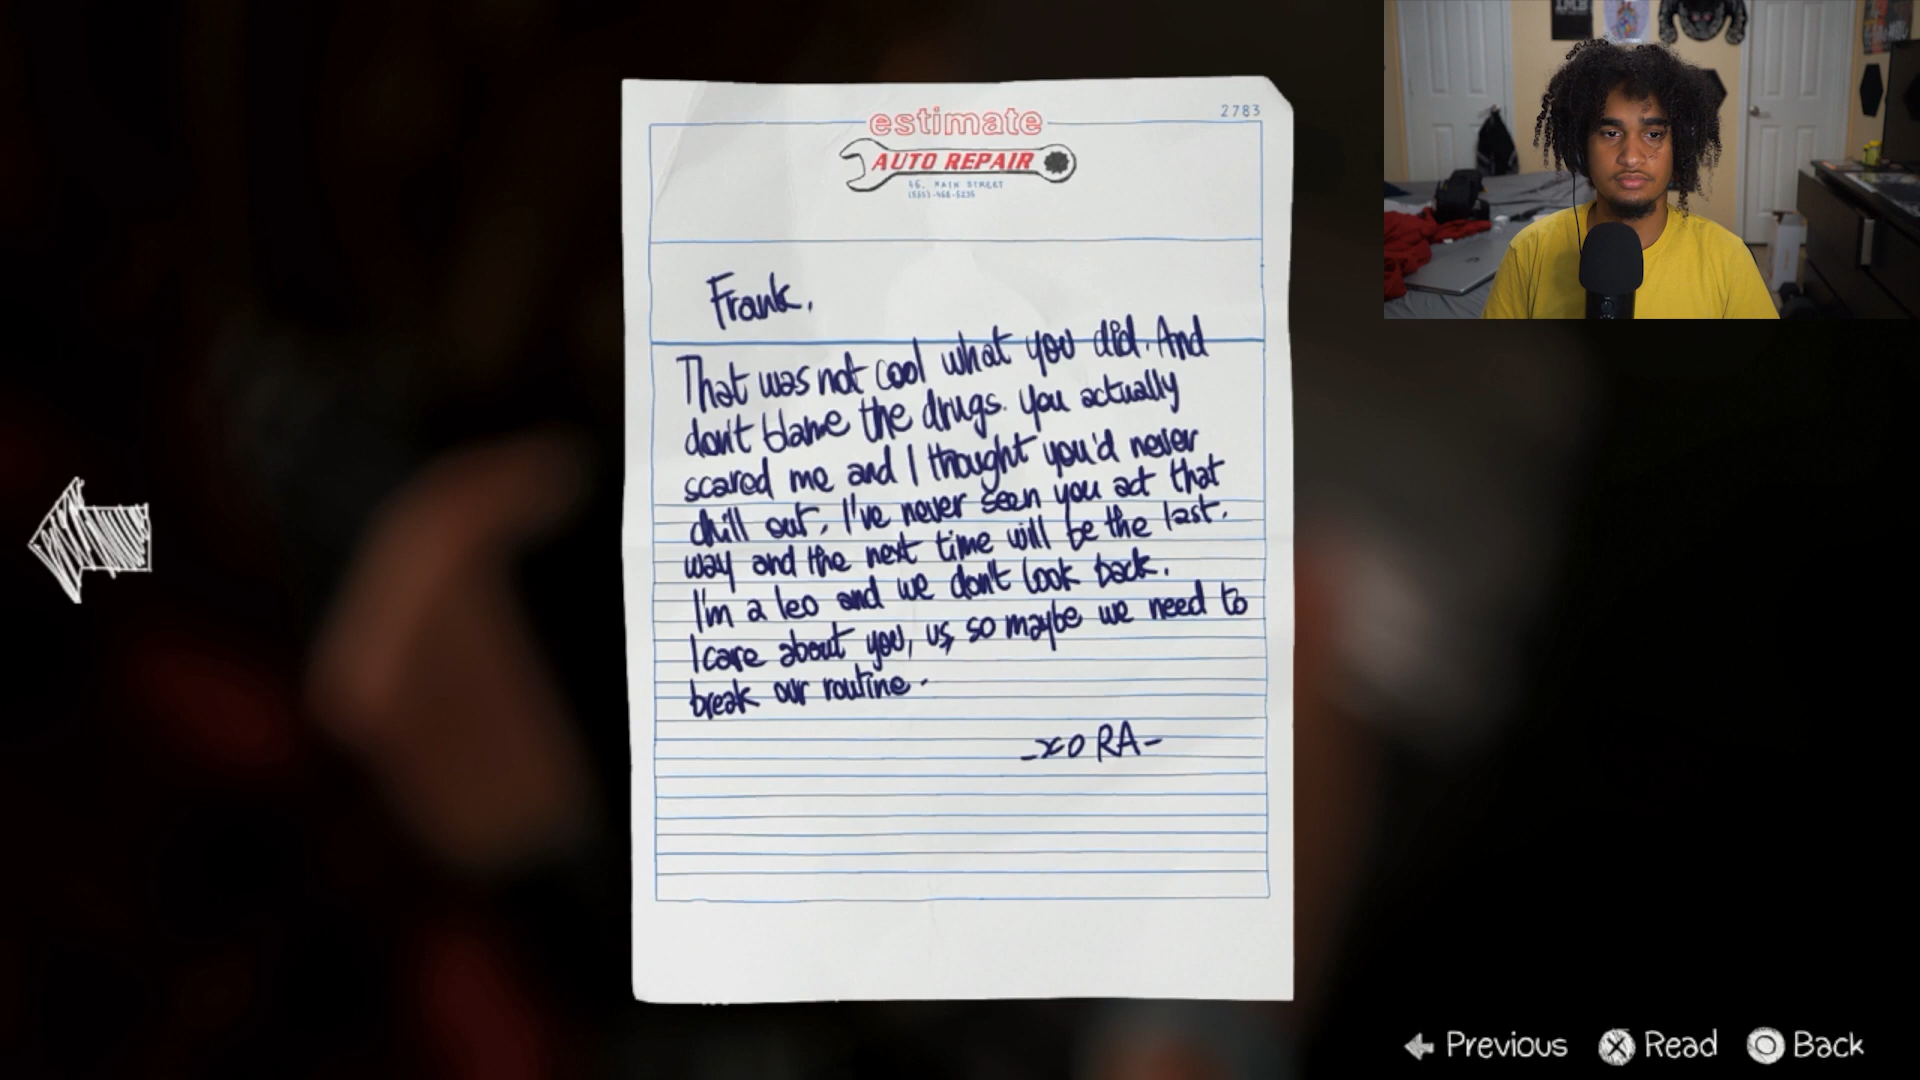 2783
estimate
AUTO REPAIR
MAIN STREET
Frank,
That was not cool what you did. And
don't blame the drugs. You actually
scared me and I thought you'd never
chill out. I've never seen you act that
way and the next time will be the last.
I'm a leo and we don't look back.
I care about you, us, so maybe we need to
break our routine.
-xo RA-
Previous
Read
Back